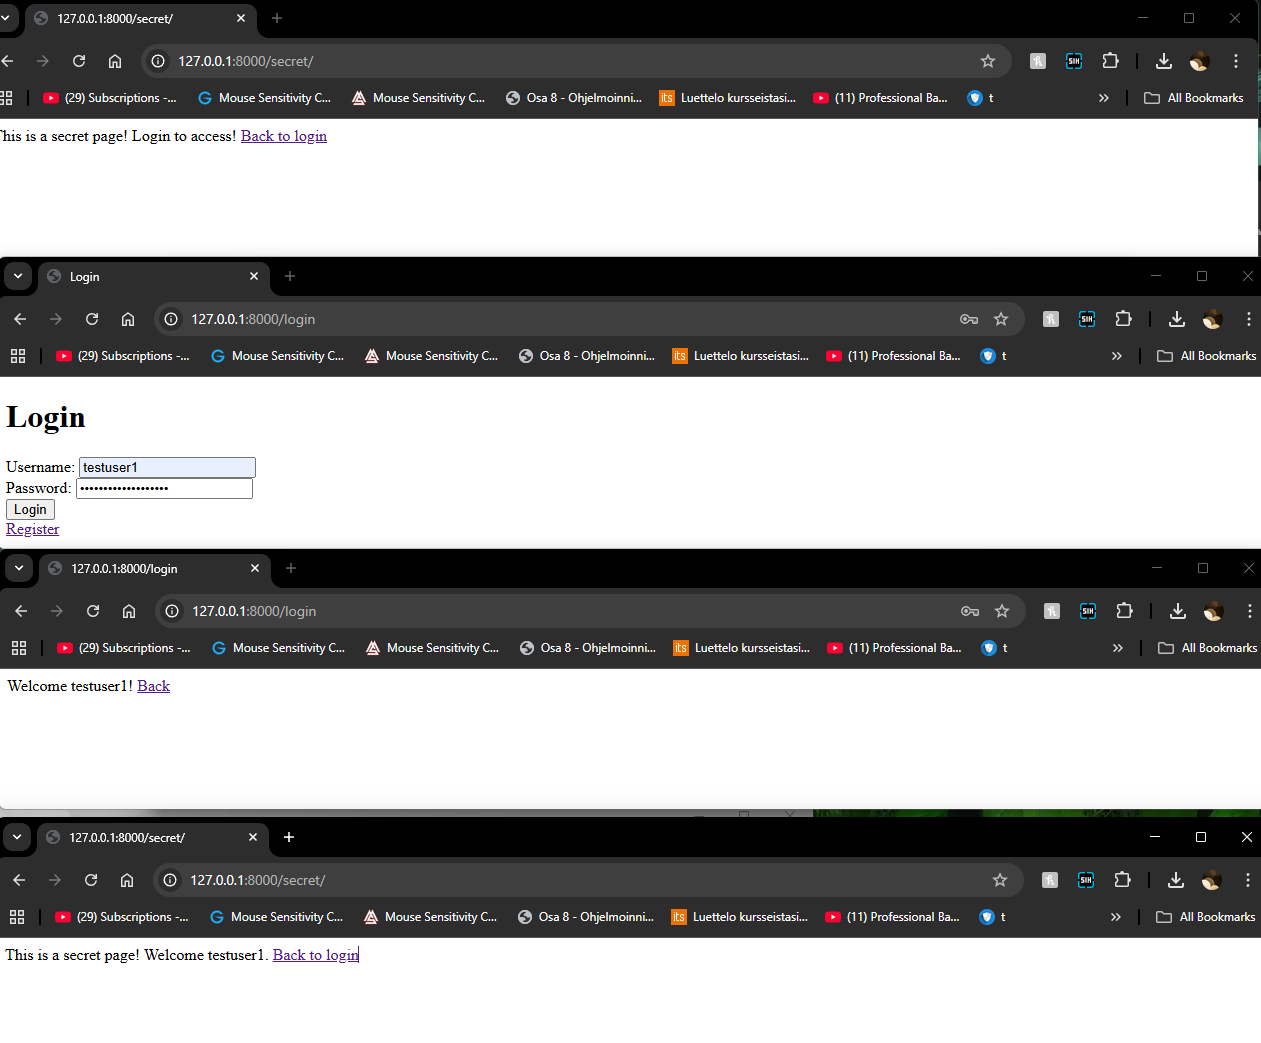 127.0.0.1:8000/secret/
127.0.0.1:8000/secret/
(29) Subscriptions -... Mouse Sensitivity C... Mouse Sensitivity C... Osa 8 - Ohjelmoinni... its Luettelo kursseistasi... (11) Professional Ba... t All Bookmarks
This is a secret page! Login to access! Back to login
Login
127.0.0.1:8000/login
(29) Subscriptions -... Mouse Sensitivity C... Mouse Sensitivity C... Osa 8 - Ohjelmoinni... its Luettelo kursseistasi... (11) Professional Ba... t All Bookmarks
Login
Username: testuser1
Password: •••••••••••••••••••
Login
Register
127.0.0.1:8000/login
127.0.0.1:8000/login
(29) Subscriptions -... Mouse Sensitivity C... Mouse Sensitivity C... Osa 8 - Ohjelmoinni... its Luettelo kursseistasi... (11) Professional Ba... t All Bookmarks
Welcome testuser1! Back
127.0.0.1:8000/secret/
127.0.0.1:8000/secret/
(29) Subscriptions -... Mouse Sensitivity C... Mouse Sensitivity C... Osa 8 - Ohjelmoinni... its Luettelo kursseistasi... (11) Professional Ba... t All Bookmarks
This is a secret page! Welcome testuser1. Back to login